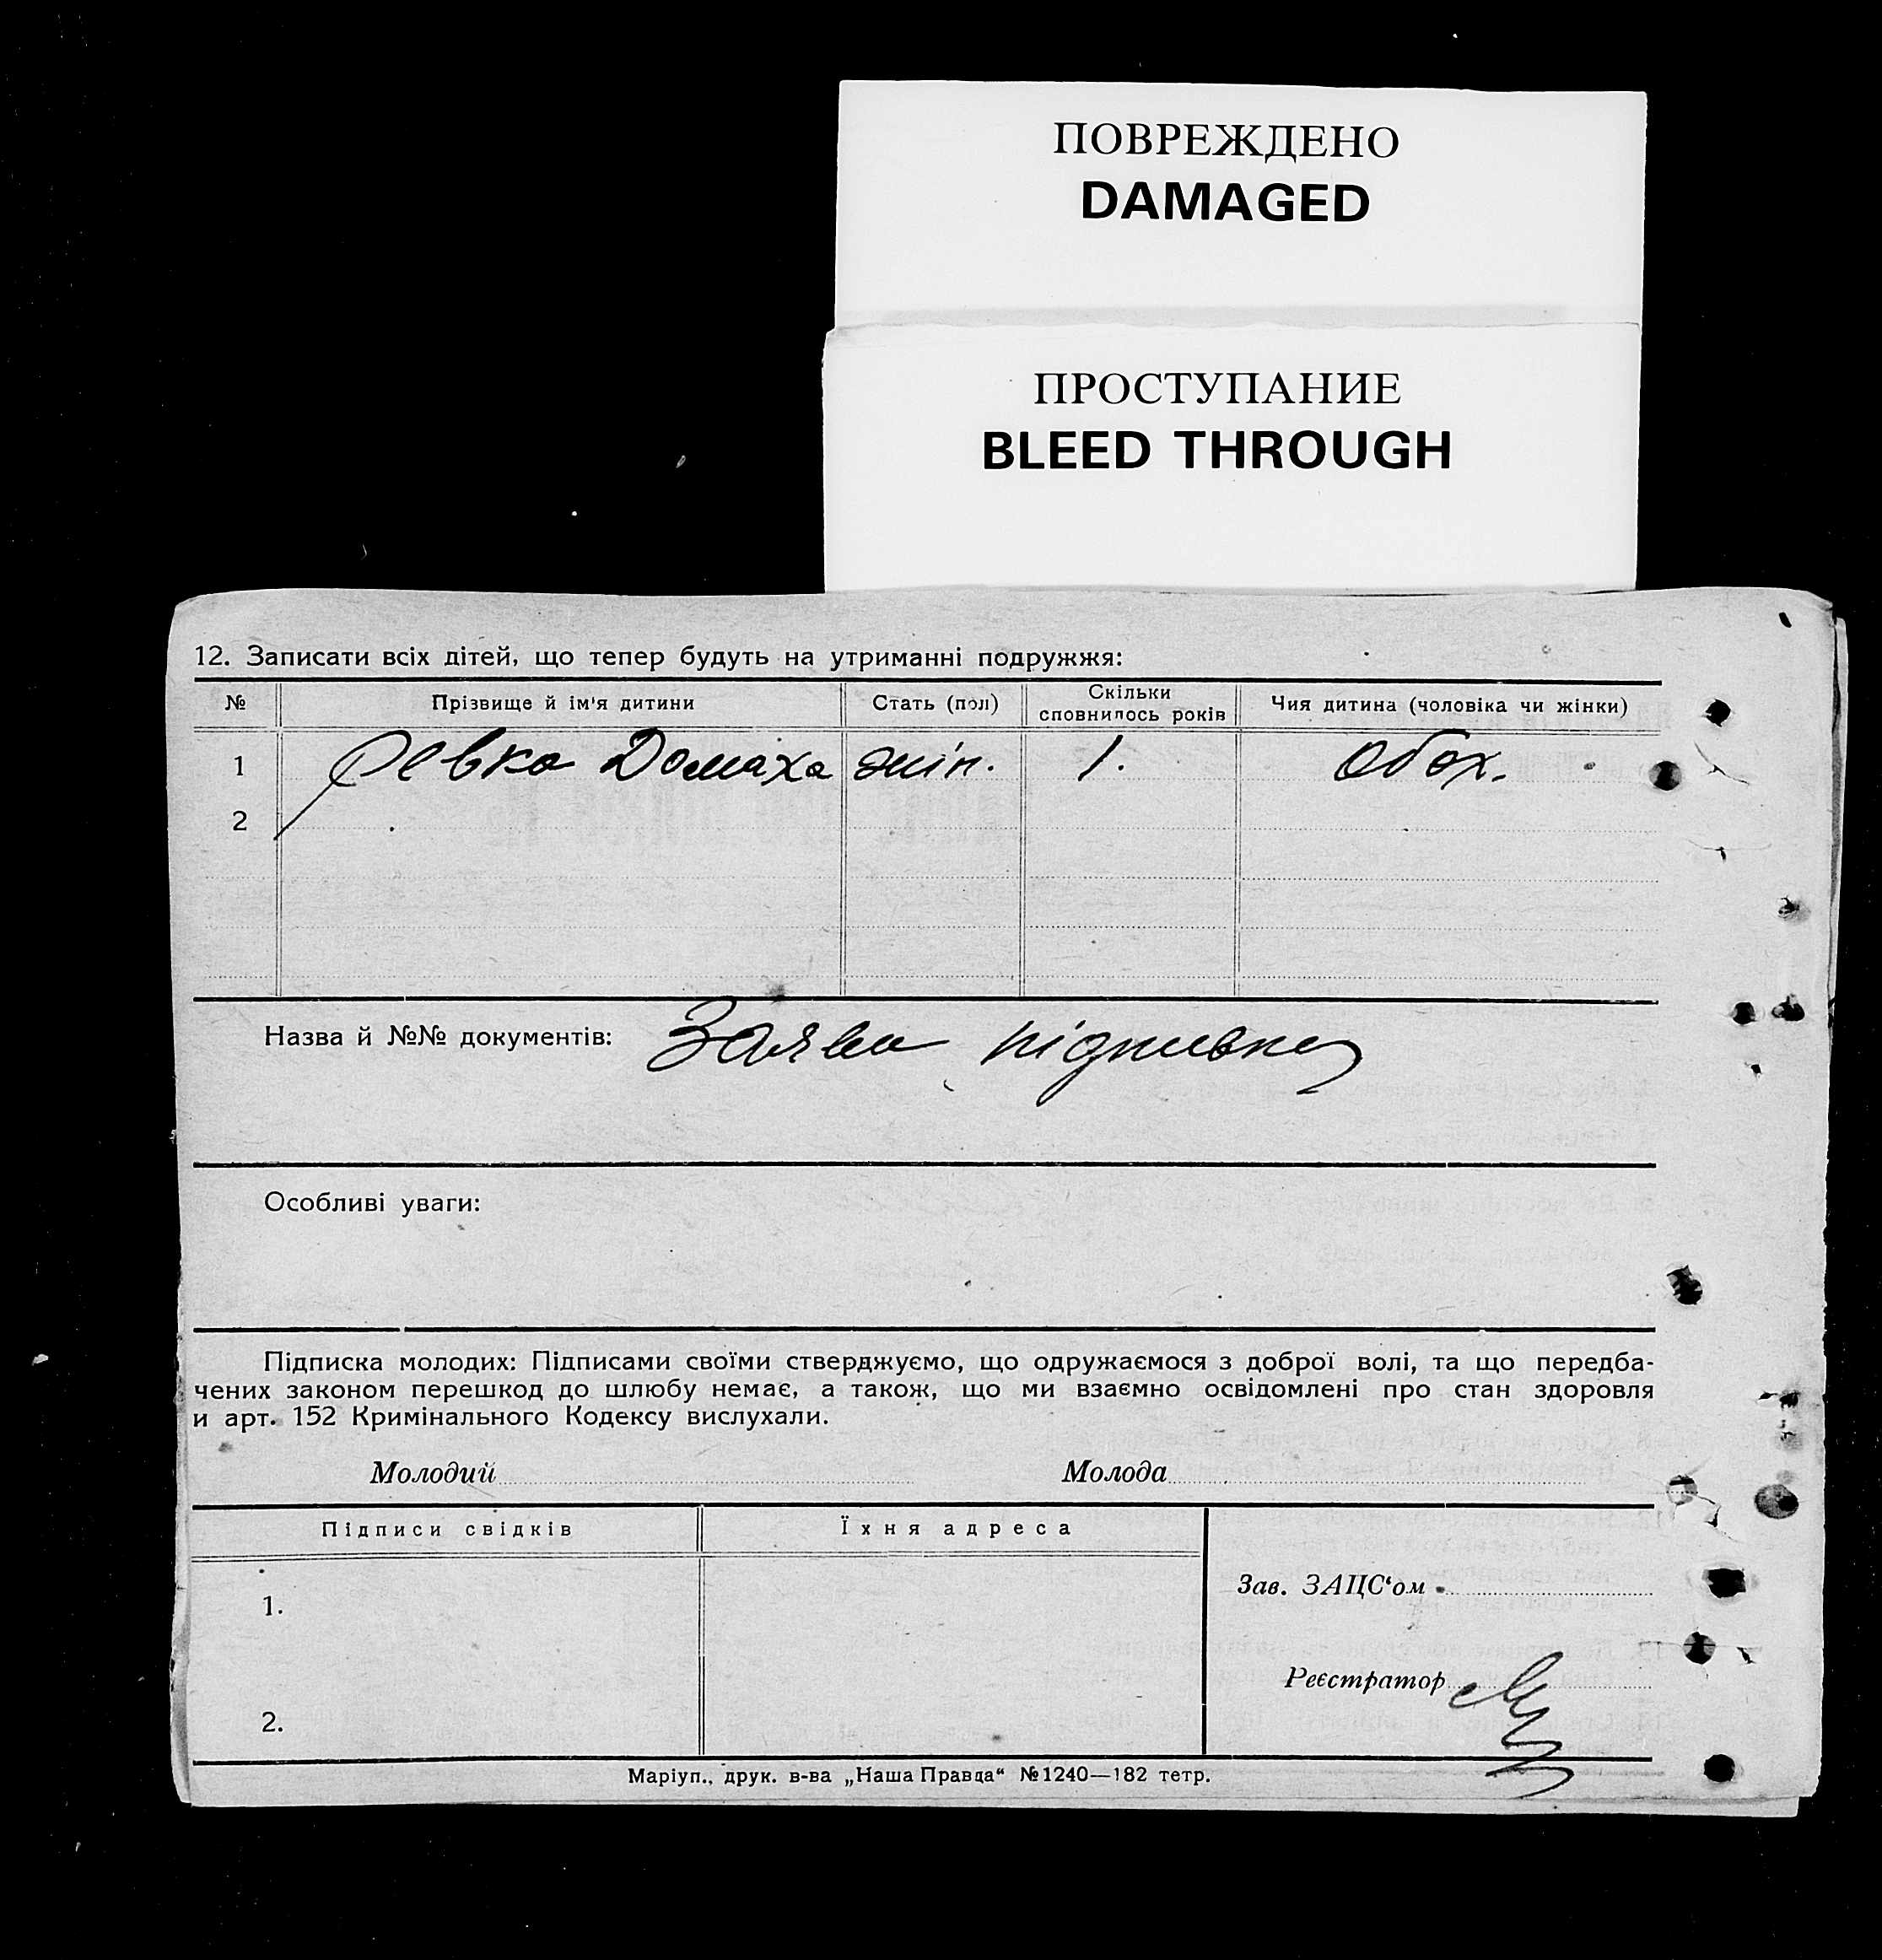 ПОВРЕЖДЕНО
DAMAGED
ПРОСТУПАНИЕ
BLEED THROUGH
12. Записати всіх дітей, що тепер будуть на утриманні подружжя:
№ Прізвище й ім'я дитини Стать (пол) Скільки сповнилось років Чия дитина (чоловіка чи жінки)
1 Ревка Домаха жін. 1. Обох.
2
Назва й №№ документів: Заява підписка
Особливі уваги:
Підписка молодих: Підписами своїми стверджуємо, що одружаємося з доброї волі, та що передба-
чених законом перешкод до шлюбу немає, а також, що ми взаємно освідомлені про стан здоровля
и арт. 152 Кримінального Кодексу вислухали.
Молодий Молода
Підписи свідків Їхня адреса
Зав. ЗАЦС‘ом
1.
Реєстратор
2.
Маріуп., друк. в-ва „Наша Правда“ №1240—182 тетр.